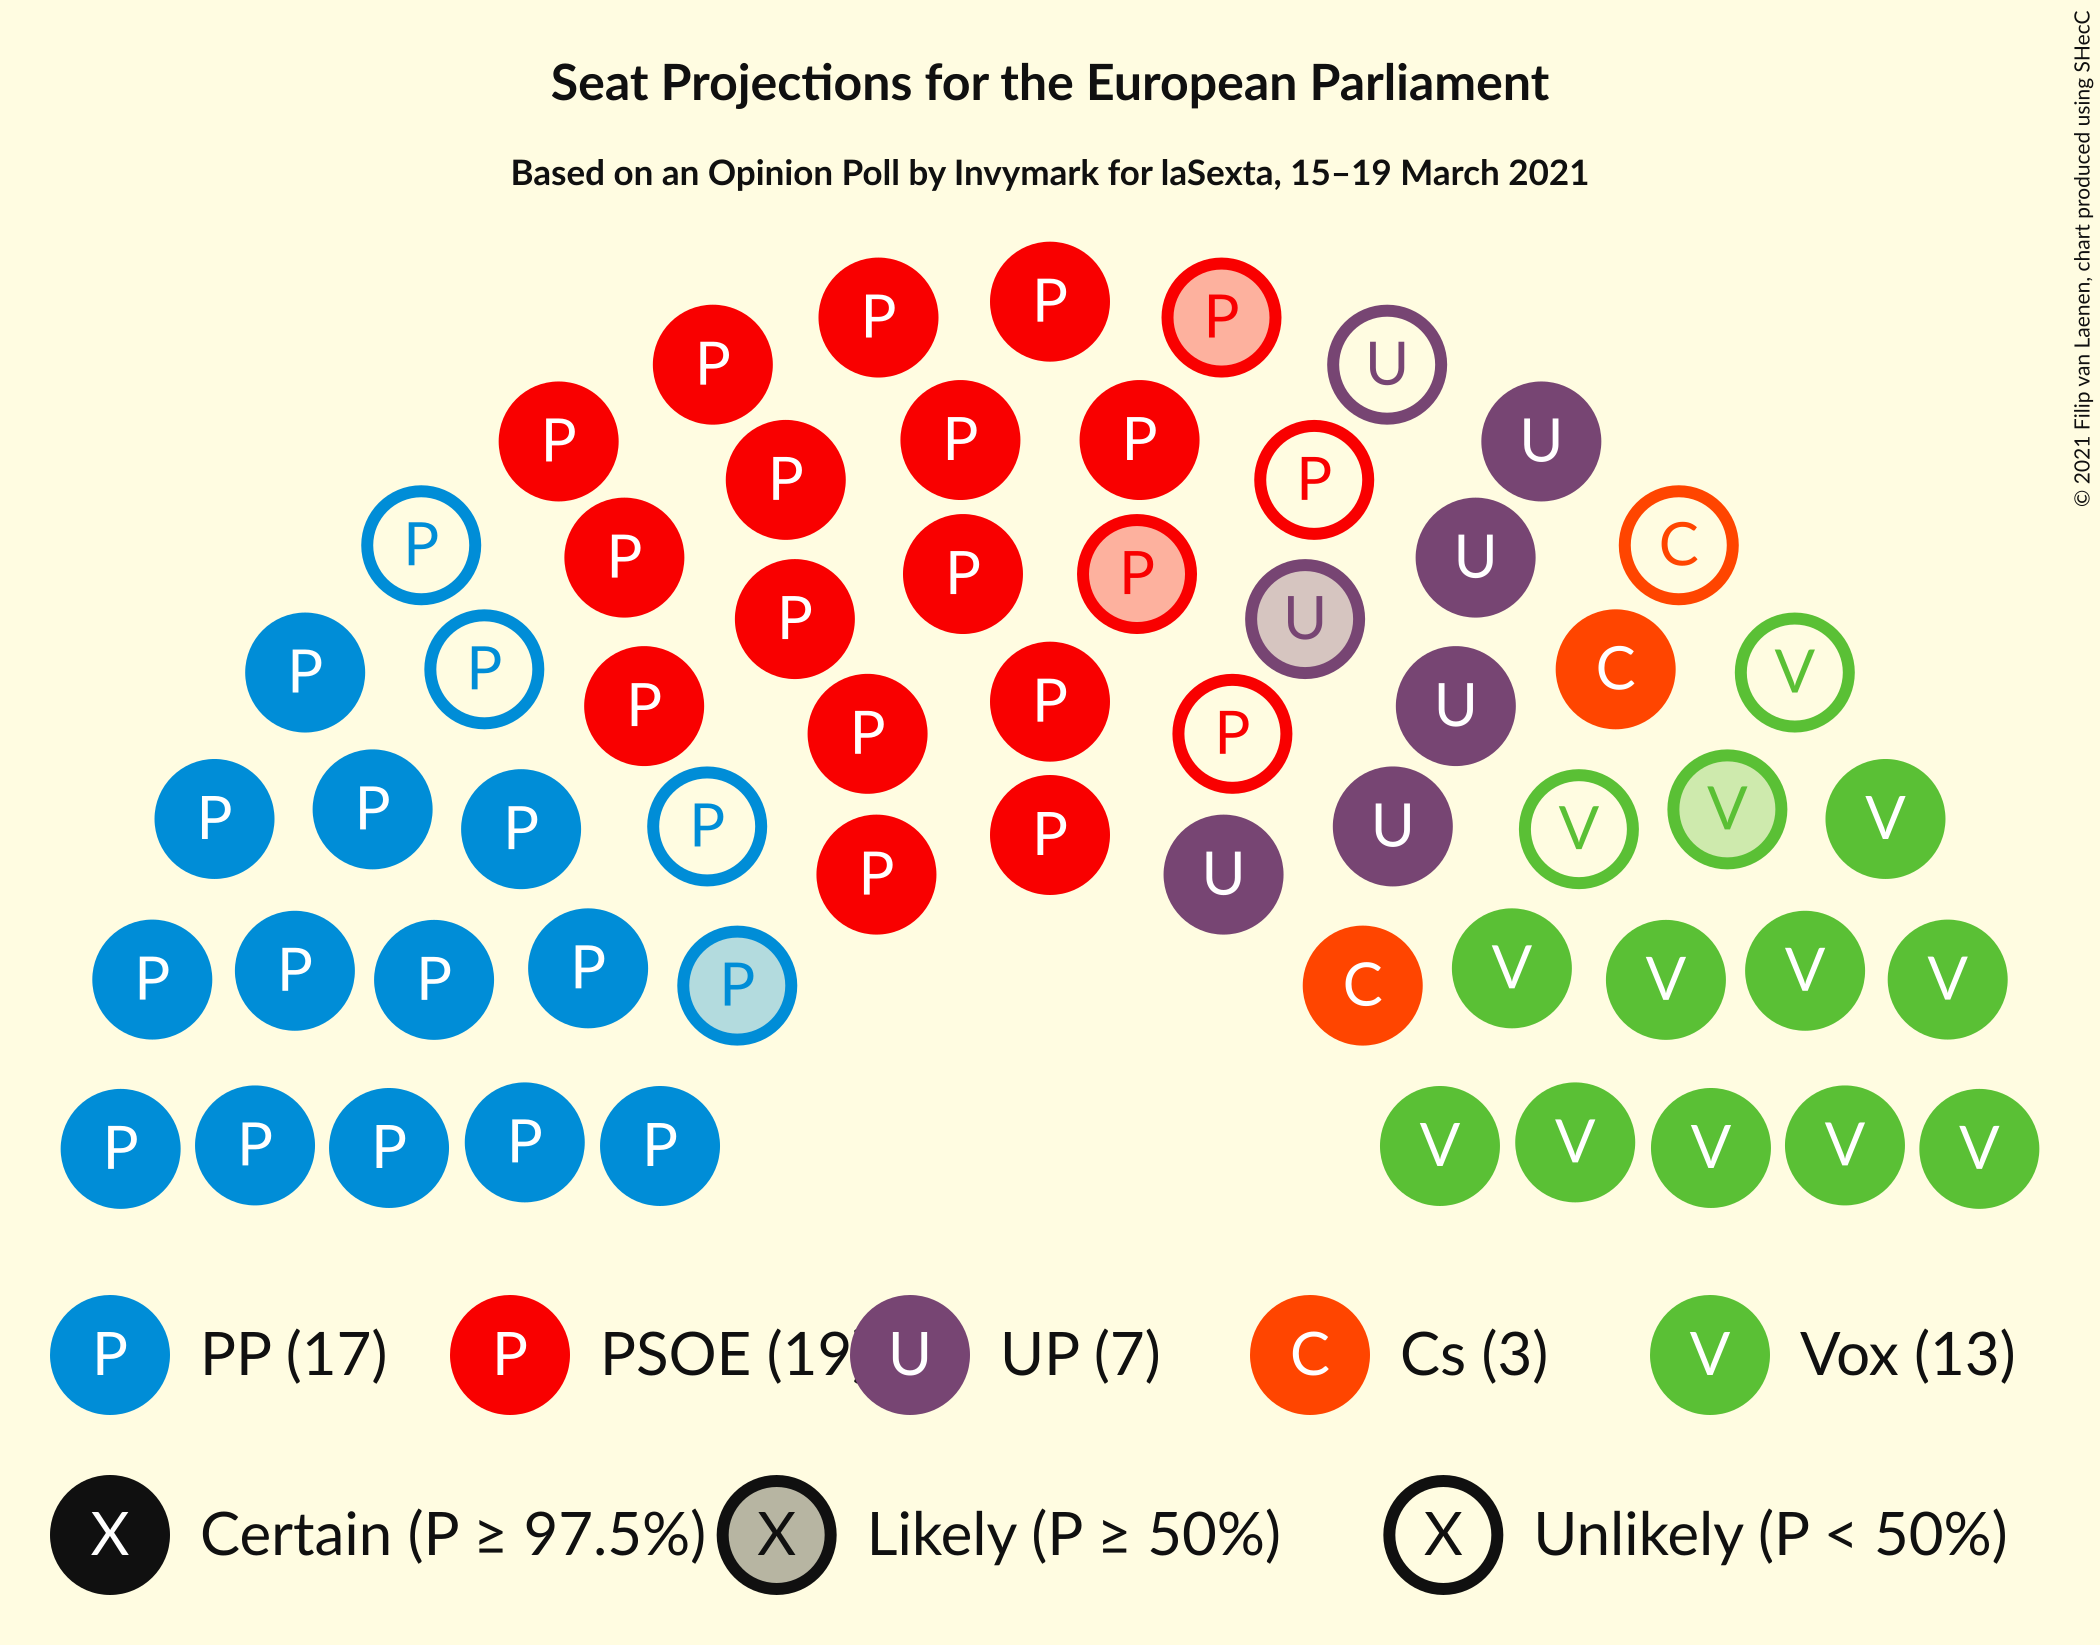 © 2021 Filip van Laenen, chart produced using SHecC
Seat Projections for the European Parliament
Based on an Opinion Poll by Invymark for laSexta, 15–19 March 2021
P P P
P U
P P P U
P P
P P P P U C
P U
P P C V
P P P P U
P P P P P U V V V
P U
P P P P P C V V V V
P P P P P V V V V V
P PP (17) P PSOE (19) U UP (7) C Cs (3) V Vox (13)
X Certain (P ≥ 97.5%) X Likely (P ≥ 50%) X Unlikely (P < 50%)